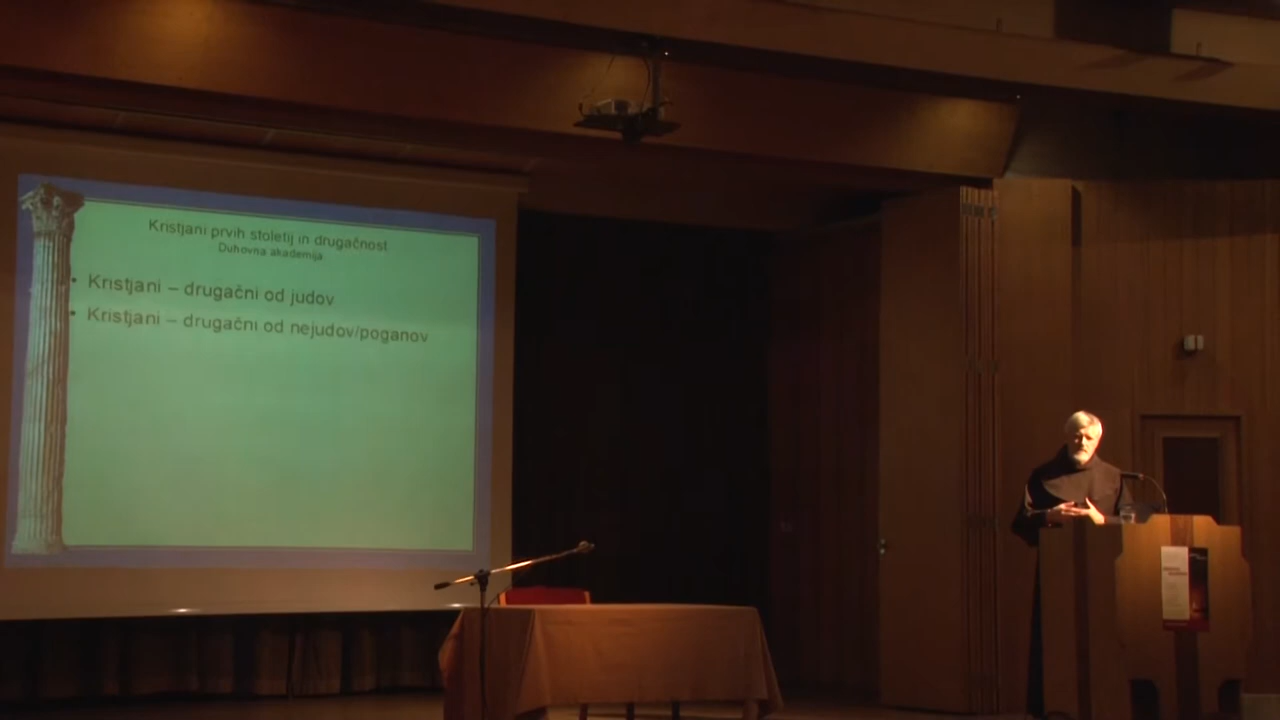 Kristjani prvih stoletij in drugačnost
Duhovna akademija
• Kristjani – drugačni od judov
• Kristjani – drugačni od nejudov/poganov